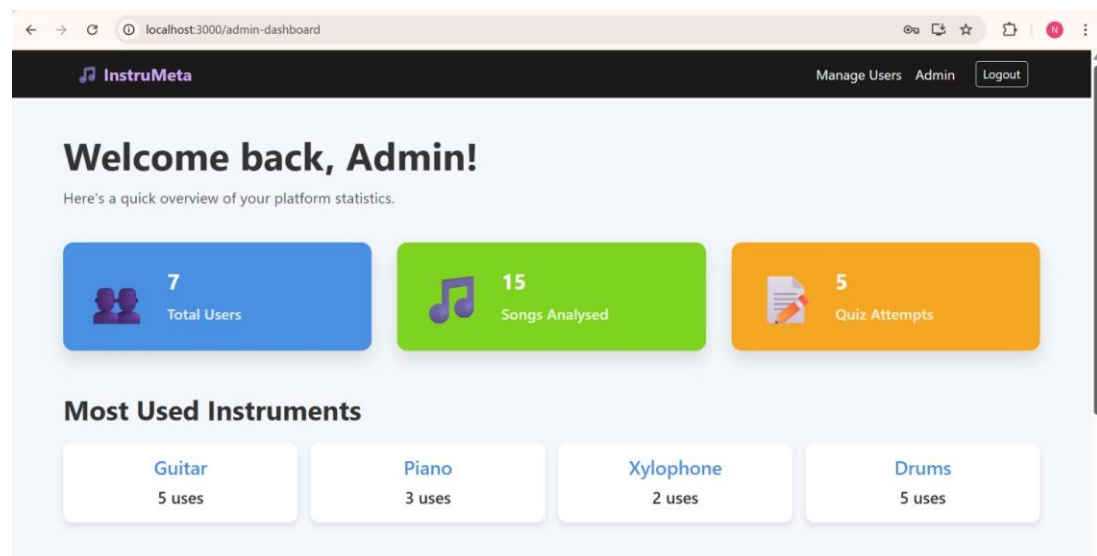 localhost:3000/admin-dashboard
N
InstruMeta
Manage Users Admin Logout
Welcome back, Admin!
Here's a quick overview of your platform statistics.
7
Total Users
15
Songs Analysed
5
Quiz Attempts
Most Used Instruments
Guitar
5 uses
Piano
3 uses
Xylophone
2 uses
Drums
5 uses